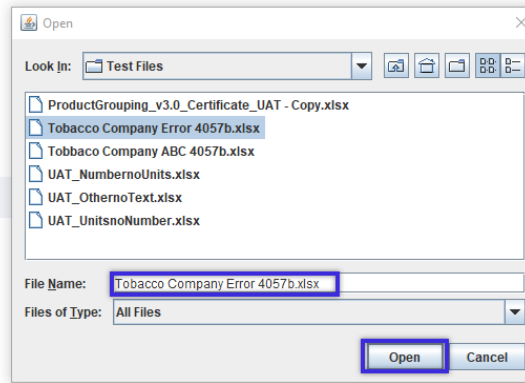 Open
Look In: Test Files
ProductGrouping_v3.0_Certificate_UAT - Copy.xlsx
Tobacco Company Error 4057b.xlsx
Tobbaco Company ABC 4057b.xlsx
UAT_NumbernoUnits.xlsx
UAT_OthernoText.xlsx
UAT_UnitsnoNumber.xlsx
File Name: Tobacco Company Error 4057b.xlsx
Files of Type: All Files
Open Cancel